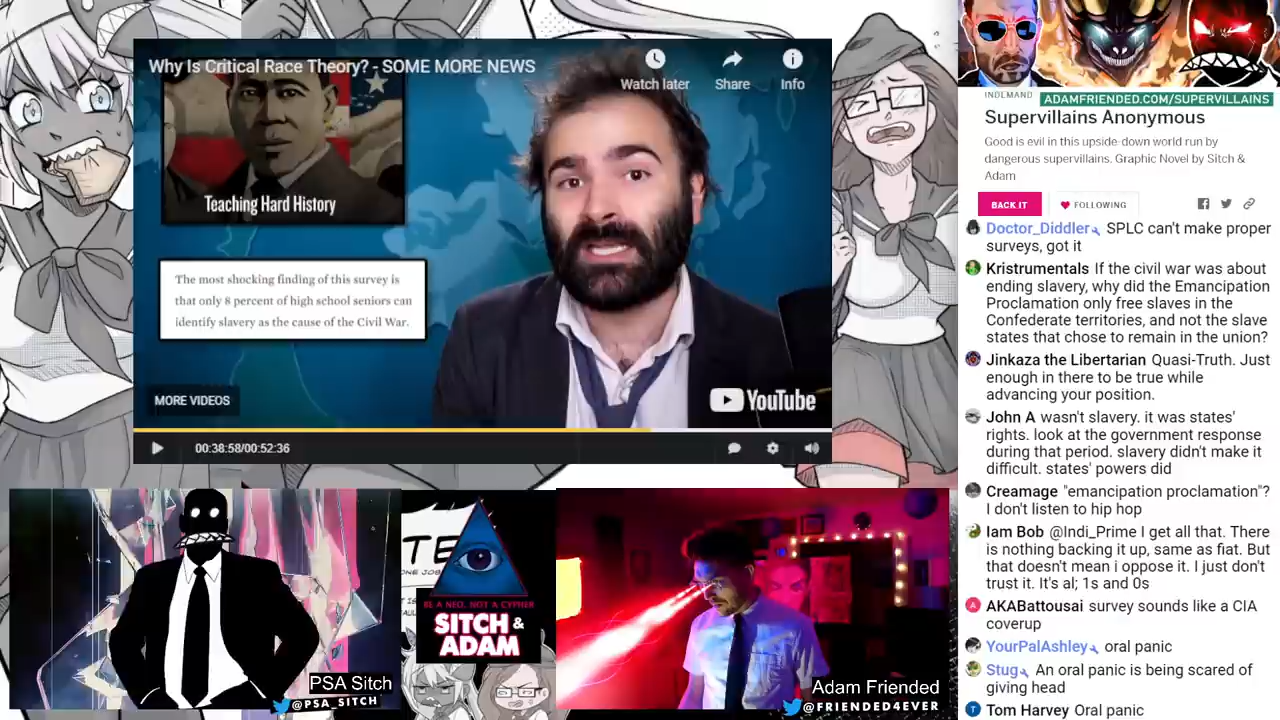 Why Is Critical Race Theory? - SOME MORE NEWS
Watch later
Share
Info
Teaching Hard History
The most shocking finding of this survey is
that only 8 percent of high school seniors can
identify slavery as the cause of the Civil War.
MORE VIDEOS
YouTube
00:38:58/00:52:36
PSA Sitch
@PSA_SITCH
BE A NEO, NOT A CYPHER
SITCH &
ADAM
Adam Friended
@FRIENDED4EVER
INDEMAND
ADAMFRIENDED.COM/SUPERVILLAINS
Supervillains Anonymous
Good is evil in this upside-down world run by
dangerous supervillains. Graphic Novel by Sitch &
Adam
BACK IT
FOLLOWING
Doctor_Diddler SPLC can't make proper
surveys, got it
Kristrumentals If the civil war was about
ending slavery, why did the Emancipation
Proclamation only free slaves in the
Confederate territories, and not the slave
states that chose to remain in the union?
Jinkaza the Libertarian Quasi-Truth. Just
enough in there to be true while
advancing your position.
John A wasn't slavery. it was states'
rights. look at the government response
during that period. slavery didn't make it
difficult. states' powers did
Creamage "emancipation proclamation"?
I don't listen to hip hop
Iam Bob @Indi_Prime I get all that. There
is nothing backing it up, same as fiat. But
that doesn't mean i oppose it. I just don't
trust it. It's al; 1s and 0s
AKABattousai survey sounds like a CIA
coverup
YourPalAshley oral panic
Stug An oral panic is being scared of
giving head
Tom Harvey Oral panic